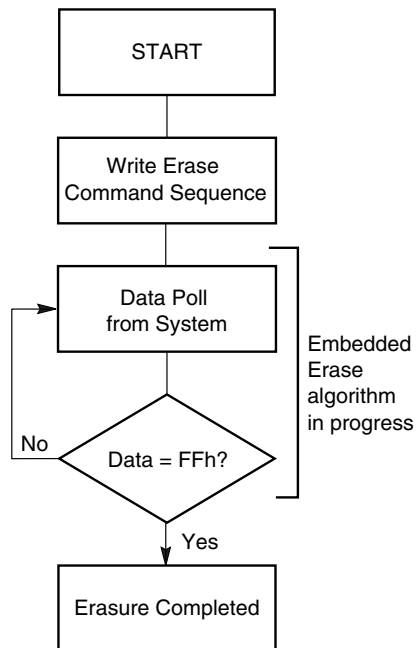 START
Write Erase
Command Sequence
Data Poll
from System
Embedded
Erase
algorithm
in progress
No
Data = FFh?
Yes
Erasure Completed